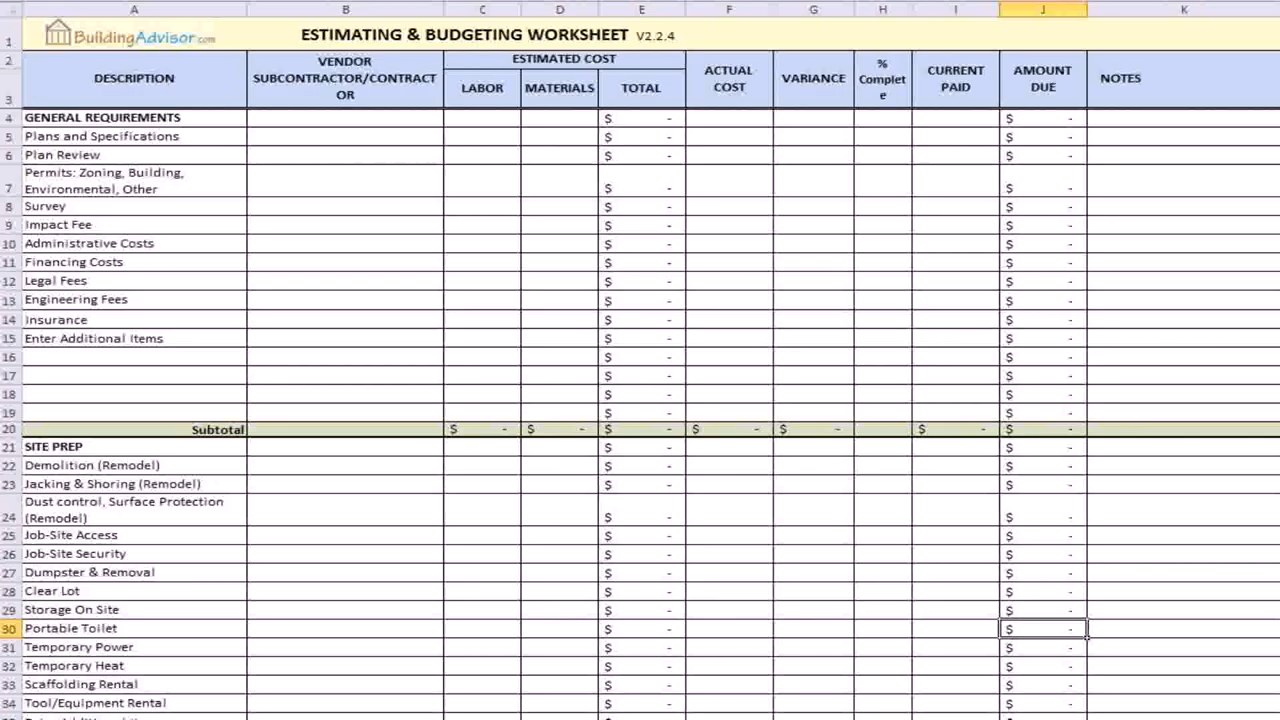 A B C D E F G H I J K
1 BuildingAdvisor.com ESTIMATING & BUDGETING WORKSHEET V2.2.4
2 VENDOR ESTIMATED COST
DESCRIPTION SUBCONTRACTOR/CONTRACT ACTUAL VARIANCE % CURRENT AMOUNT NOTES
3 OR LABOR MATERIALS TOTAL COST Complet PAID DUE
e
4 GENERAL REQUIREMENTS $ - $ -
5 Plans and Specifications $ - $ -
6 Plan Review $ - $ -
Permits: Zoning, Building,
7 Environmental, Other $ - $ -
8 Survey $ - $ -
9 Impact Fee $ - $ -
10 Administrative Costs $ - $ -
11 Financing Costs $ - $ -
12 Legal Fees $ - $ -
13 Engineering Fees $ - $ -
14 Insurance $ - $ -
15 Enter Additional Items $ - $ -
16 $ - $ -
17 $ - $ -
18 $ - $ -
19 $ - $ -
20 Subtotal $ - $ - $ - $ - $ - $ - $ -
21 SITE PREP $ - $ -
22 Demolition (Remodel) $ - $ -
23 Jacking & Shoring (Remodel) $ - $ -
Dust control, Surface Protection
24 (Remodel) $ - $ -
25 Job-Site Access $ - $ -
26 Job-Site Security $ - $ -
27 Dumpster & Removal $ - $ -
28 Clear Lot $ - $ -
29 Storage On Site $ - $ -
30 Portable Toilet $ - $ -
31 Temporary Power $ - $ -
32 Temporary Heat $ - $ -
33 Scaffolding Rental $ - $ -
34 Tool/Equipment Rental $ - $ -